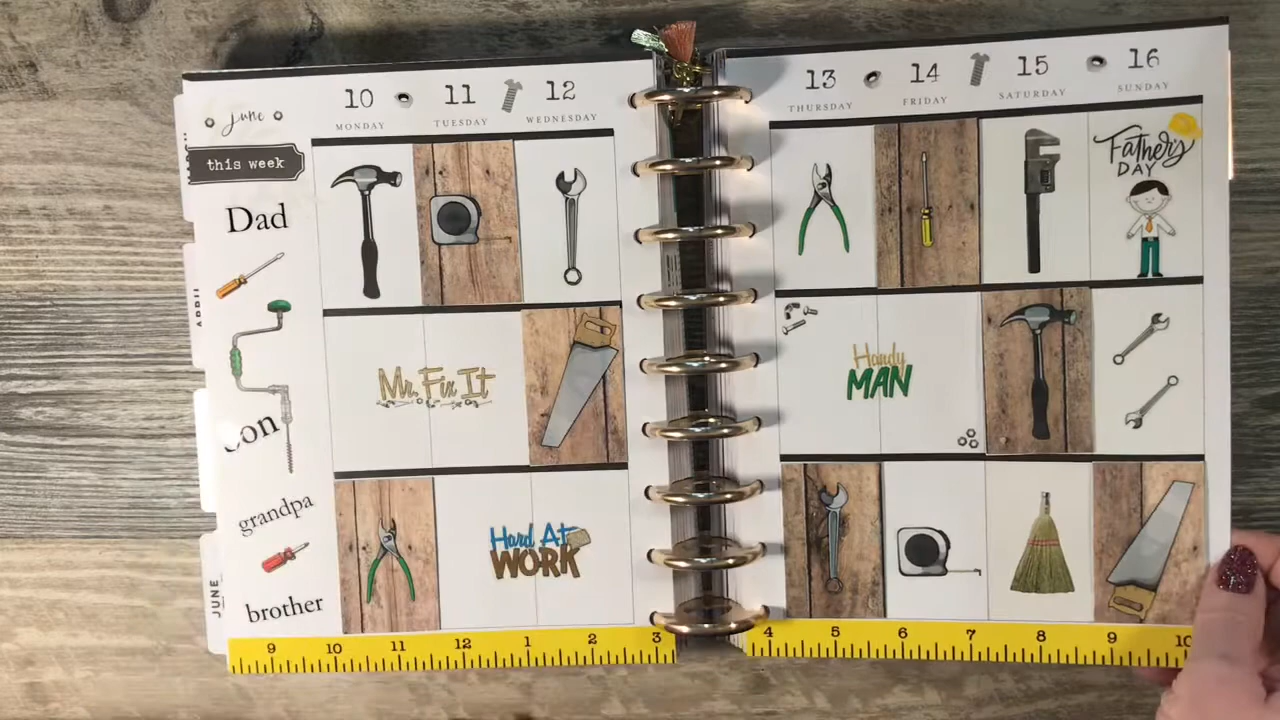 june
this week
Dad
grandpa
brother
APRIL
JUNE
10
MONDAY
11
TUESDAY
12
WEDNESDAY
Mr. Fix It
Hard At
WORK
9 10 11 12 1 2 3
13
THURSDAY
14
FRIDAY
15
SATURDAY
16
SUNDAY
Father's
DAY
Handy
MAN
4 5 6 7 8 9 10